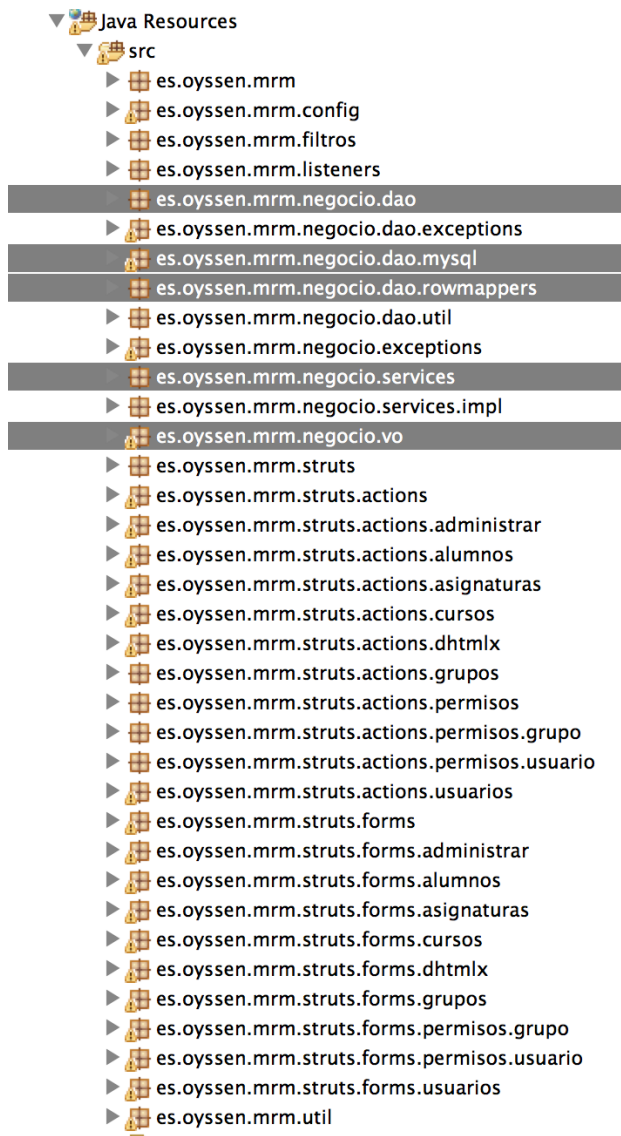 Java Resources
src
es.oyssen.mrm
es.oyssen.mrm.config
es.oyssen.mrm.filtros
es.oyssen.mrm.listeners
es.oyssen.mrm.negocio.dao
es.oyssen.mrm.negocio.dao.exceptions
es.oyssen.mrm.negocio.dao.mysql
es.oyssen.mrm.negocio.dao.rowmappers
es.oyssen.mrm.negocio.dao.util
es.oyssen.mrm.negocio.exceptions
es.oyssen.mrm.negocio.services
es.oyssen.mrm.negocio.services.impl
es.oyssen.mrm.negocio.vo
es.oyssen.mrm.struts
es.oyssen.mrm.struts.actions
es.oyssen.mrm.struts.actions.administrar
es.oyssen.mrm.struts.actions.alumnos
es.oyssen.mrm.struts.actions.asignaturas
es.oyssen.mrm.struts.actions.cursos
es.oyssen.mrm.struts.actions.dhtmlx
es.oyssen.mrm.struts.actions.grupos
es.oyssen.mrm.struts.actions.permisos
es.oyssen.mrm.struts.actions.permisos.grupo
es.oyssen.mrm.struts.actions.permisos.usuario
es.oyssen.mrm.struts.actions.usuarios
es.oyssen.mrm.struts.forms
es.oyssen.mrm.struts.forms.administrar
es.oyssen.mrm.struts.forms.alumnos
es.oyssen.mrm.struts.forms.asignaturas
es.oyssen.mrm.struts.forms.cursos
es.oyssen.mrm.struts.forms.dhtmlx
es.oyssen.mrm.struts.forms.grupos
es.oyssen.mrm.struts.forms.permisos.grupo
es.oyssen.mrm.struts.forms.permisos.usuario
es.oyssen.mrm.struts.forms.usuarios
es.oyssen.mrm.util